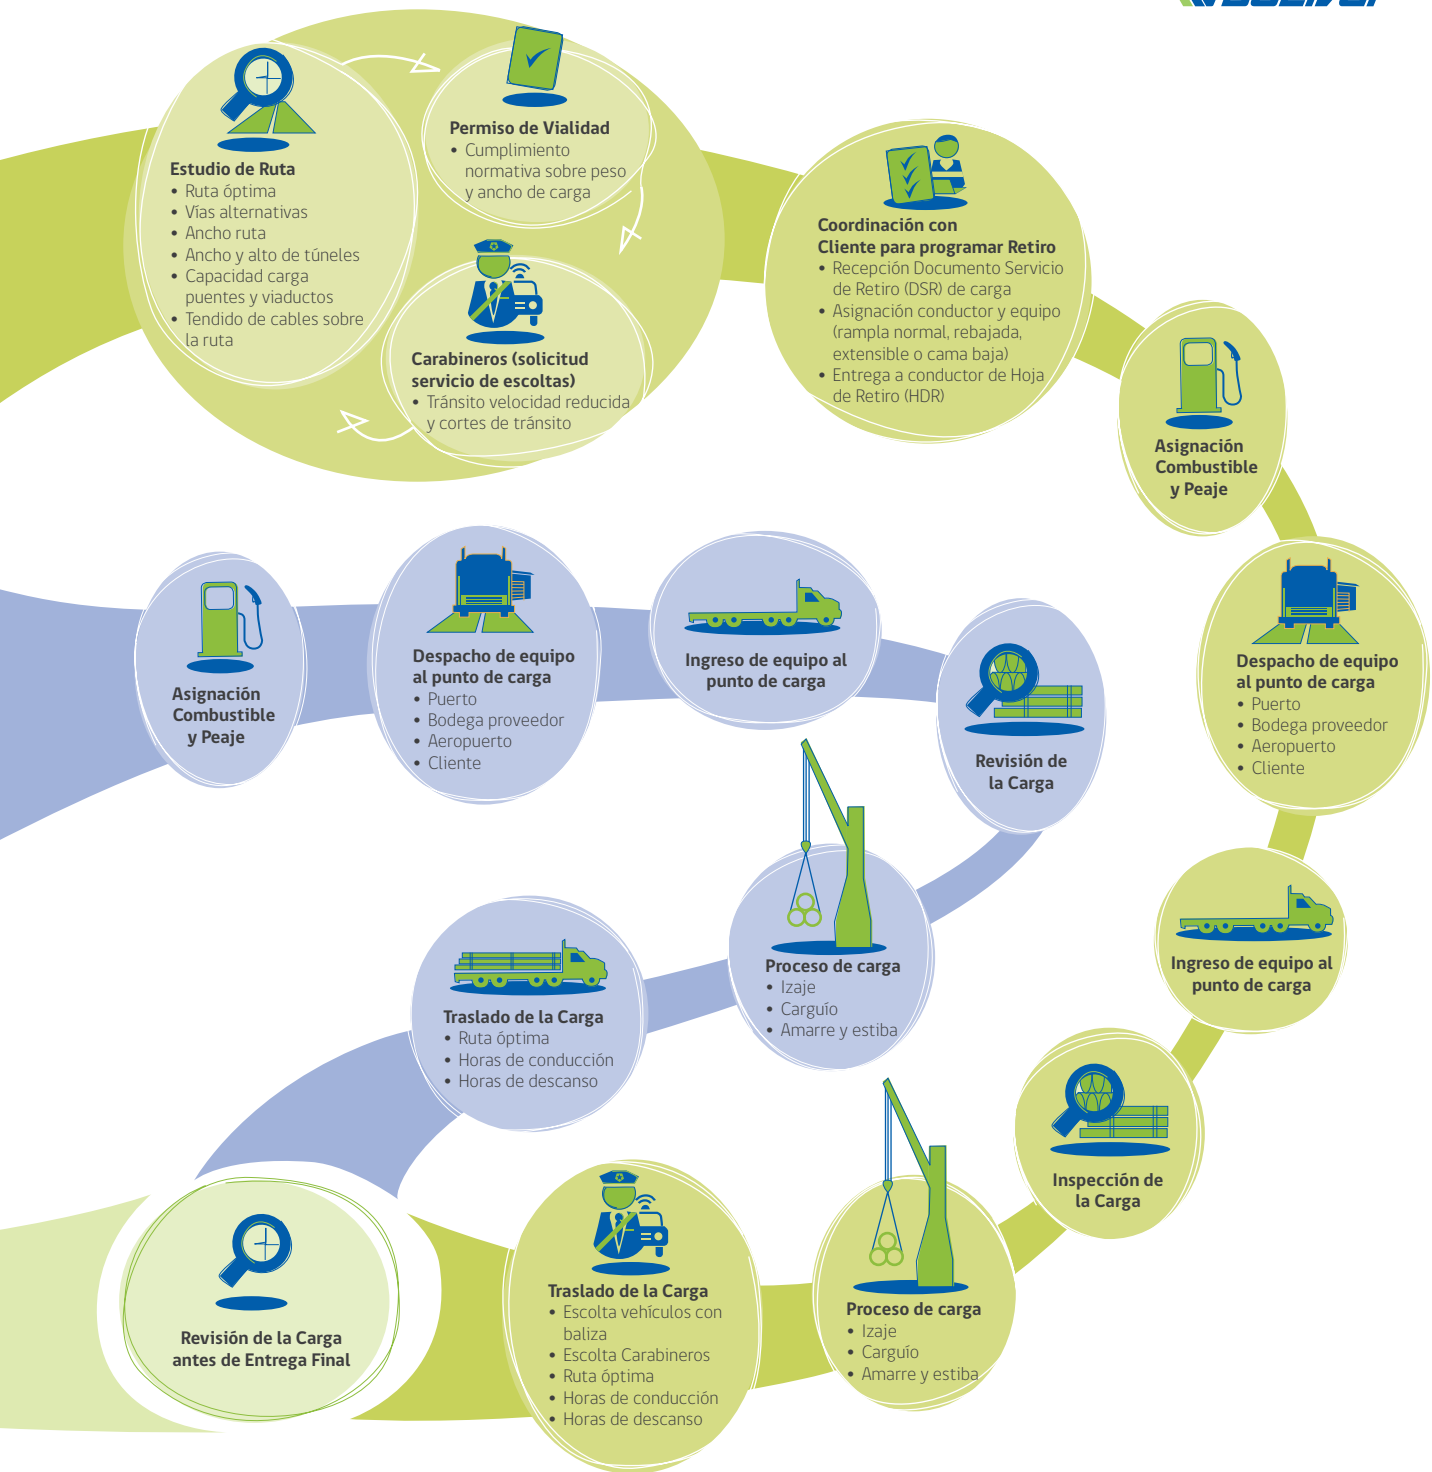 Estudio de Ruta
• Ruta óptima
• Vías alternativas
• Ancho ruta
• Ancho y alto de túneles
• Capacidad carga
puentes y viaductos
• Tendido de cables sobre
la ruta
Permiso de Vialidad
• Cumplimiento
normativa sobre peso
y ancho de carga
Carabineros (solicitud
servicio de escoltas)
• Tránsito velocidad reducida
y cortes de tránsito
Coordinación con
Cliente para programar Retiro
• Recepción Documento Servicio
de Retiro (DSR) de carga
• Asignación conductor y equipo
(rampla normal, rebajada,
extensible o cama baja)
• Entrega a conductor de Hoja
de Retiro (HDR)
Asignación
Combustible
y Peaje
Despacho de equipo
al punto de carga
• Puerto
• Bodega proveedor
• Aeropuerto
• Cliente
Ingreso de equipo al
punto de carga
Inspección de
la Carga
Proceso de carga
• Izaje
• Carguío
• Amarre y estiba
Traslado de la Carga
• Escolta vehículos con
baliza
• Escolta Carabineros
• Ruta óptima
• Horas de conducción
• Horas de descanso
Asignación
Combustible
y Peaje
Despacho de equipo
al punto de carga
• Puerto
• Bodega proveedor
• Aeropuerto
• Cliente
Ingreso de equipo al
punto de carga
Revisión de
la Carga
Proceso de carga
• Izaje
• Carguío
• Amarre y estiba
Traslado de la Carga
• Ruta óptima
• Horas de conducción
• Horas de descanso
Revisión de la Carga
antes de Entrega Final